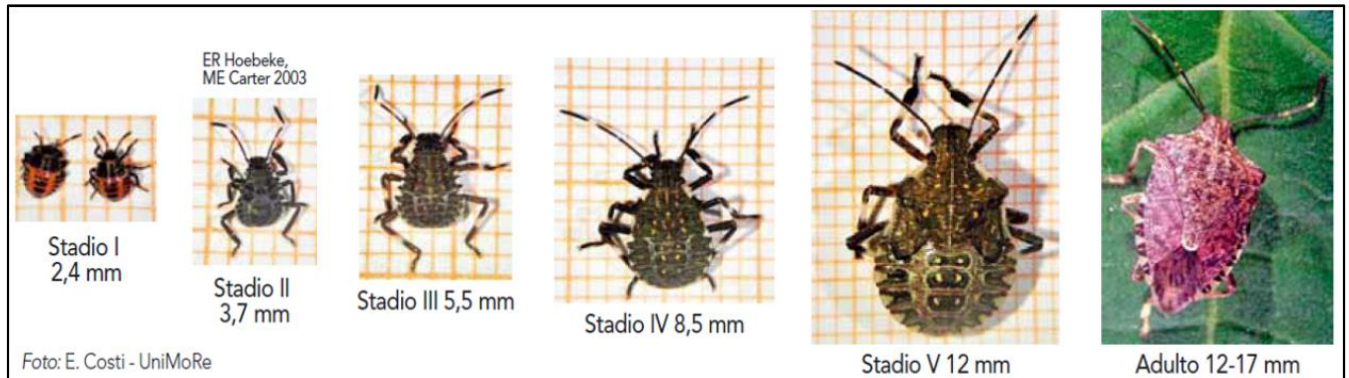 ER Hoebeke,
ME Carter 2003
Stadio I
2,4 mm
Stadio II
3,7 mm
Stadio III 5,5 mm
Stadio IV 8,5 mm
Stadio V 12 mm
Adulto 12-17 mm
Foto: E. Costi - UniMoRe